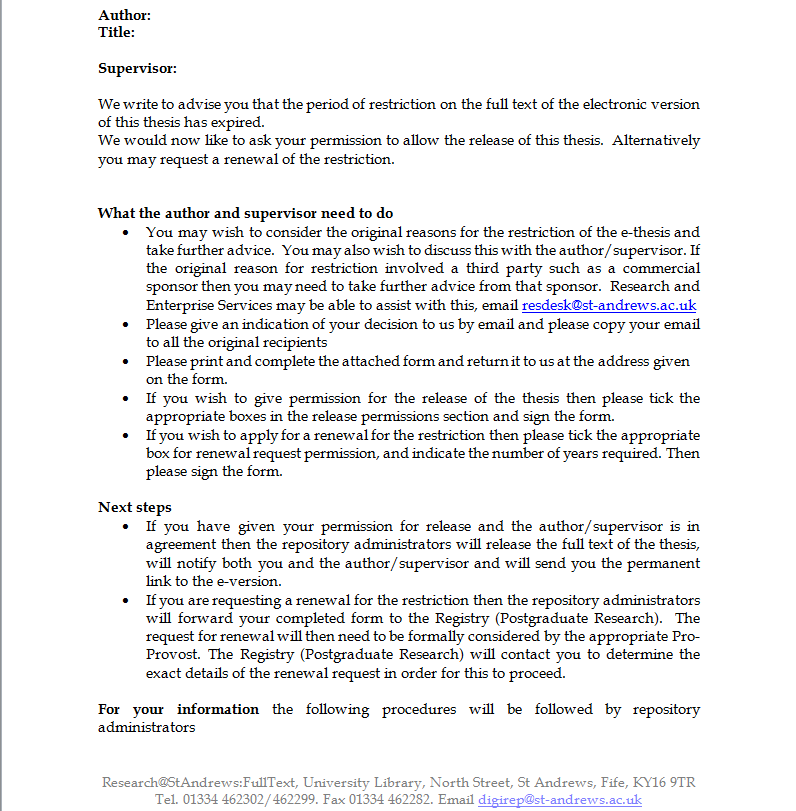 Author:
Title:
Supervisor:
We write to advise you that the period of restriction on the full text of the electronic version
of this thesis has expired.
We would now like to ask your permission to allow the release of this thesis.  Alternatively
you may request a renewal of the restriction.
What the author and supervisor need to do
• You may wish to consider the original reasons for the restriction of the e-thesis and
take further advice.  You may also wish to discuss this with the author/supervisor. If
the original reason for restriction involved a third party such as a commercial
sponsor then you may need to take further advice from that sponsor.  Research and
Enterprise Services may be able to assist with this, email resdesk@st-andrews.ac.uk
• Please give an indication of your decision to us by email and please copy your email
to all the original recipients
• Please print and complete the attached form and return it to us at the address given
on the form.
• If you wish to give permission for the release of the thesis then please tick the
appropriate boxes in the release permissions section and sign the form.
• If you wish to apply for a renewal for the restriction then please tick the appropriate
box for renewal request permission, and indicate the number of years required. Then
please sign the form.
Next steps
• If you have given your permission for release and the author/supervisor is in
agreement then the repository administrators will release the full text of the thesis,
will notify both you and the author/supervisor and will send you the permanent
link to the e-version.
• If you are requesting a renewal for the restriction then the repository administrators
will forward your completed form to the Registry (Postgraduate Research).  The
request for renewal will then need to be formally considered by the appropriate Pro-
Provost. The Registry (Postgraduate Research) will contact you to determine the
exact details of the renewal request in order for this to proceed.
For your information the following procedures will be followed by repository
administrators
Research@StAndrews:FullText, University Library, North Street, St Andrews, Fife, KY16 9TR
Tel. 01334 462302/462299. Fax 01334 462282. Email digirep@st-andrews.ac.uk